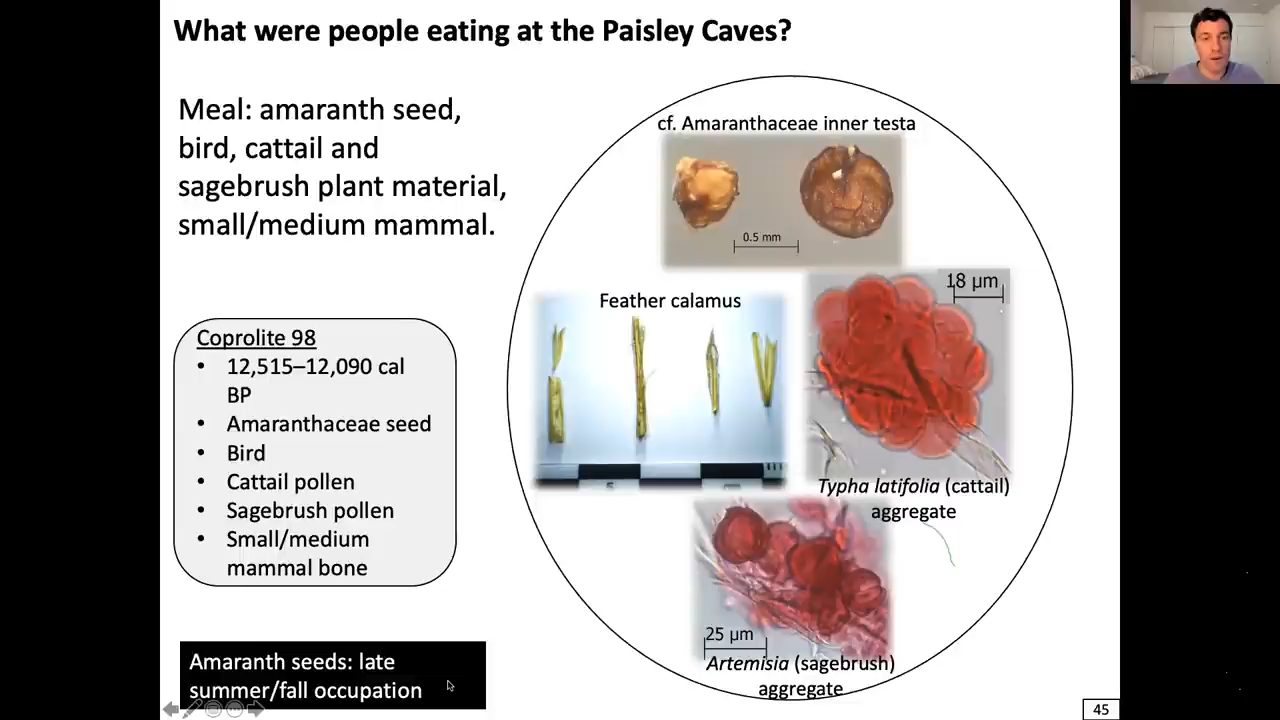 What were people eating at the Paisley Caves?
Meal: amaranth seed,
bird, cattail and
sagebrush plant material,
small/medium mammal.
Coprolite 98
• 12,515–12,090 cal
BP
• Amaranthaceae seed
• Bird
• Cattail pollen
• Sagebrush pollen
• Small/medium
mammal bone
Amaranth seeds: late
summer/fall occupation
cf. Amaranthaceae inner testa
0.5 mm
Feather calamus
18 µm
Typha latifolia (cattail)
aggregate
25 µm
Artemisia (sagebrush)
aggregate
45